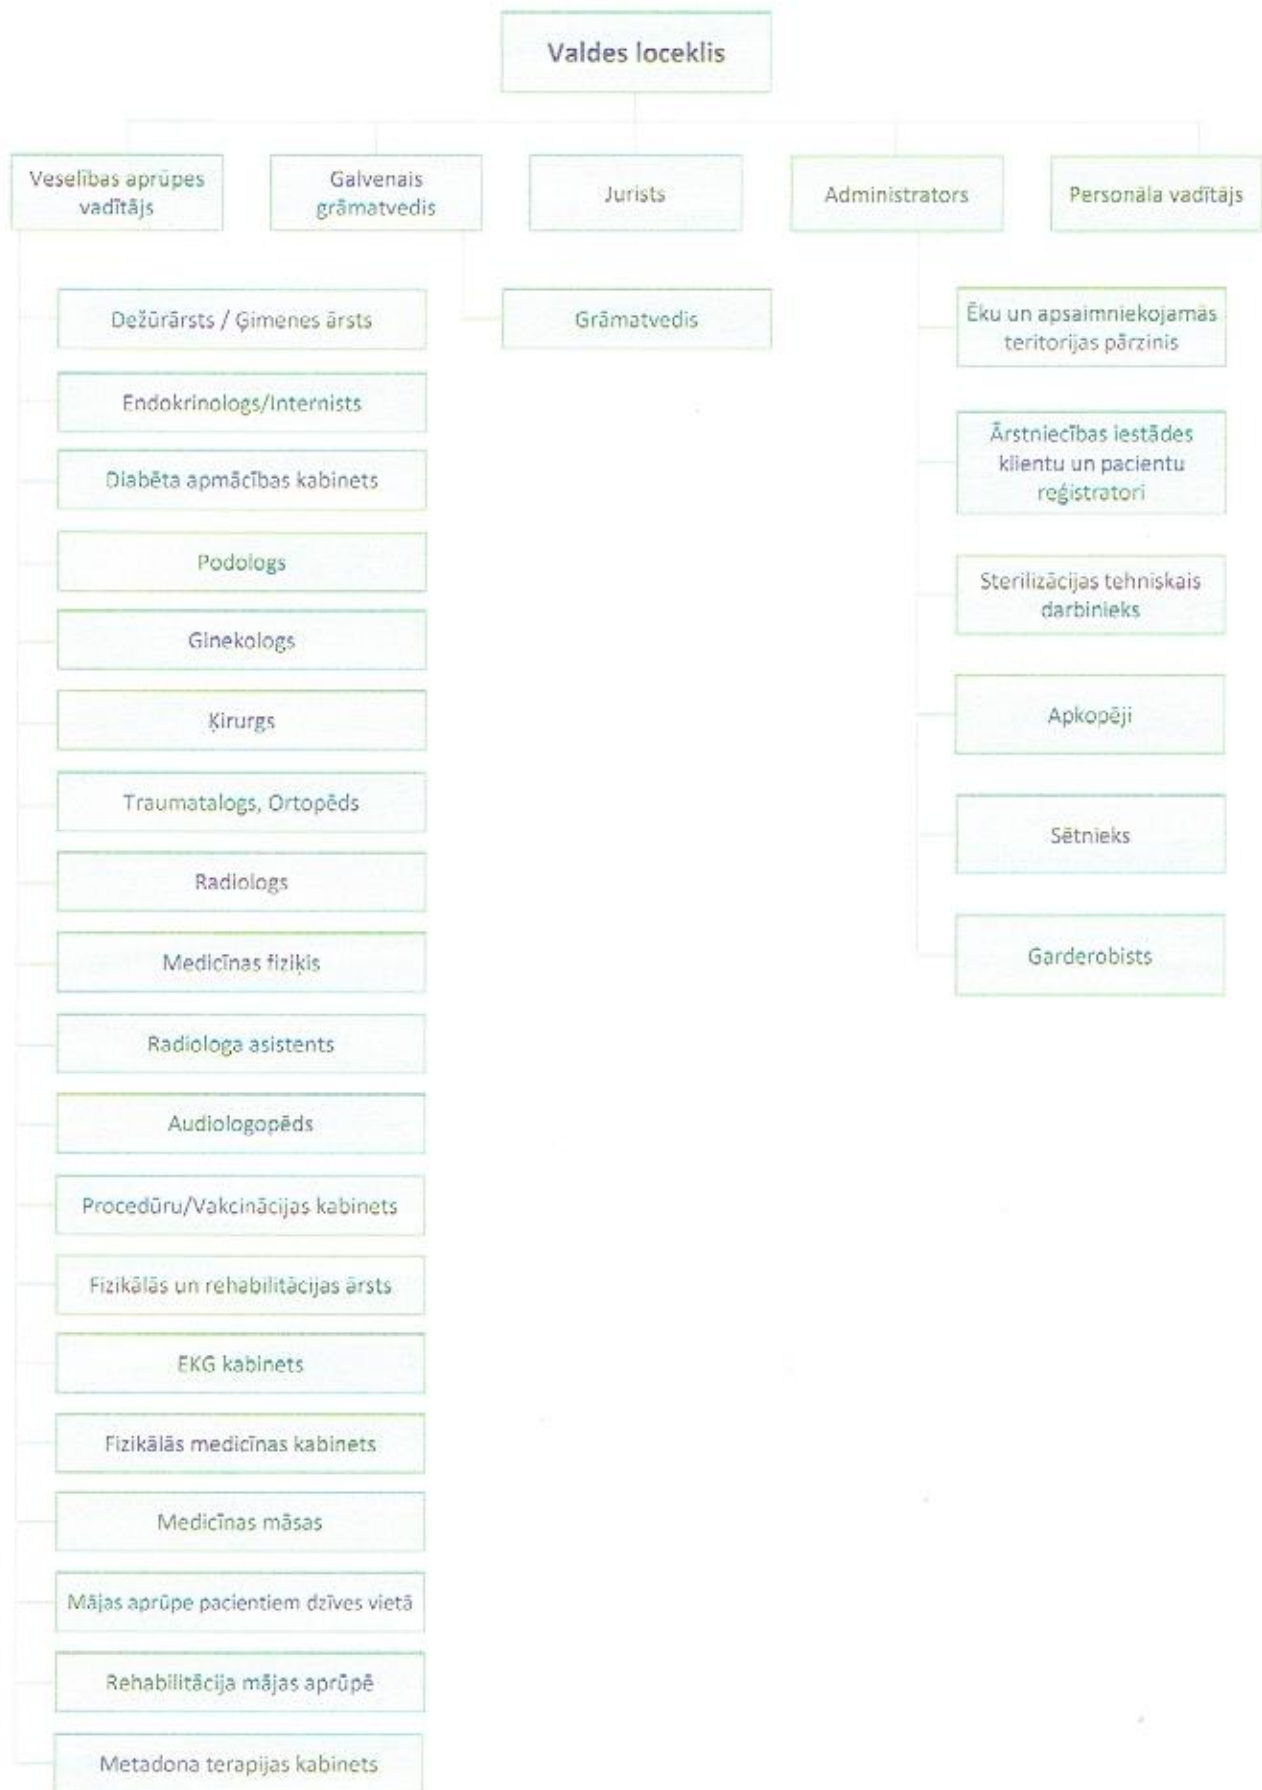 Valdes loceklis
Veselības aprūpes
vadītājs
Galvenais
grāmatvedis
Jurists
Administrators
Personāla vadītājs
Dežūrārsts / Ģimenes ārsts
Endokrinologs/Internists
Diabēta apmācības kabinets
Podologs
Ginekologs
Ķirurgs
Traumatalogs, Ortopēds
Radiologs
Medicīnas fiziķis
Radiologa asistents
Audiologopēds
Procedūru/Vakcinācijas kabinets
Fizikālās un rehabilitācijas ārsts
EKG kabinets
Fizikālās medicīnas kabinets
Medicīnas māsas
Mājas aprūpe pacientiem dzīves vietā
Rehabilitācija mājas aprūpē
Metadona terapijas kabinets
Grāmatvedis
Ēku un apsaimniekojamās
teritorijas pārzinis
Ārstniecības iestādes
klientu un pacientu
reģistratori
Sterilizācijas tehniskais
darbinieks
Apkopēji
Sētnieks
Garderobists